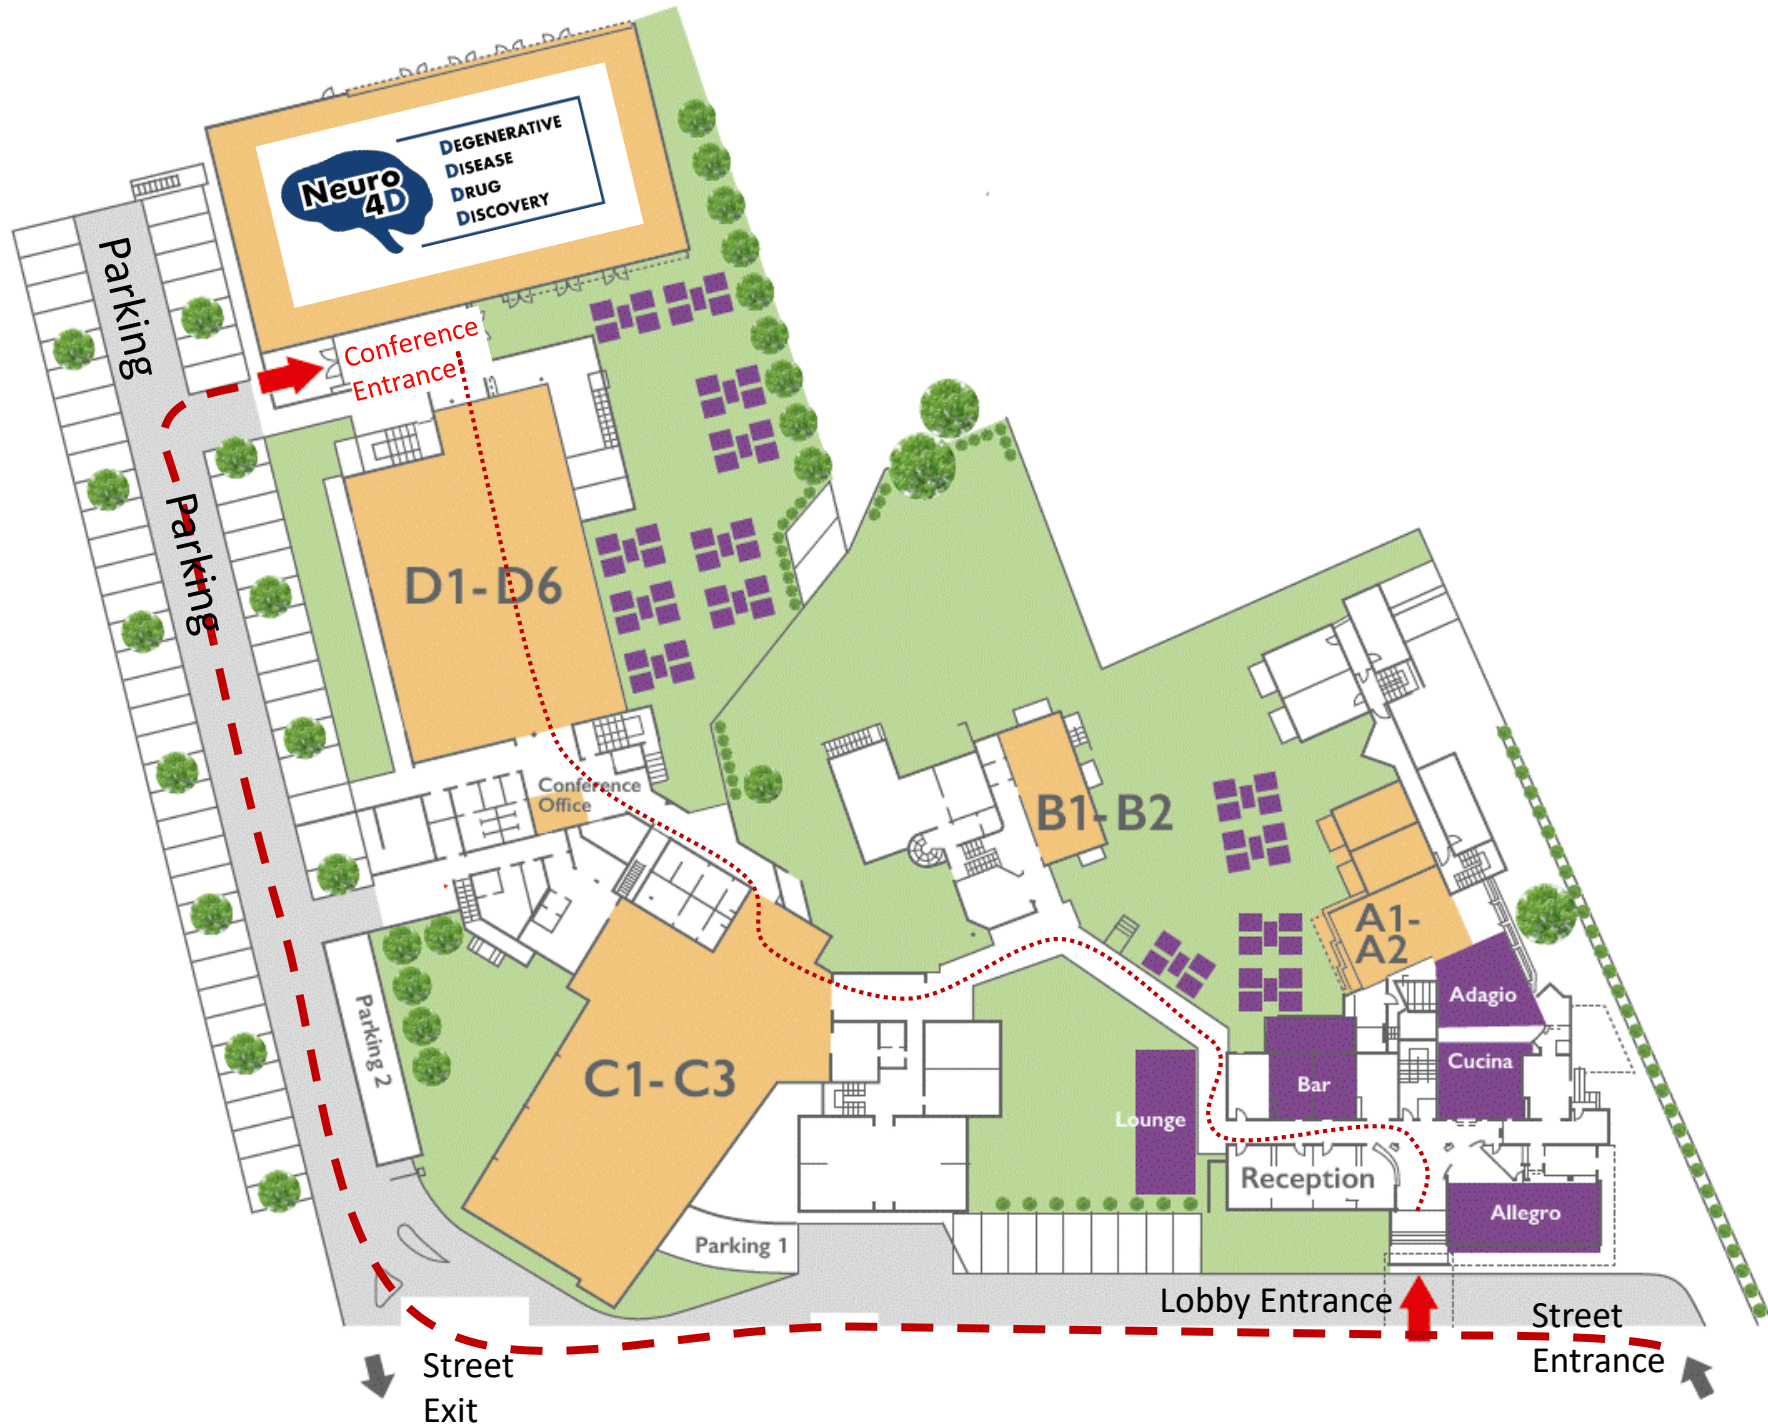 Neuro
4D
DEGENERATIVE
DISEASE
DRUG
DISCOVERY
Parking
Conference
Entrance
Parking
D1-D6
Conference
Office
B1-B2
A1-
A2
Adagio
Cucina
Bar
Parking 2
C1-C3
Lounge
Reception
Allegro
Parking 1
Lobby Entrance
Street
Entrance
Street
Exit